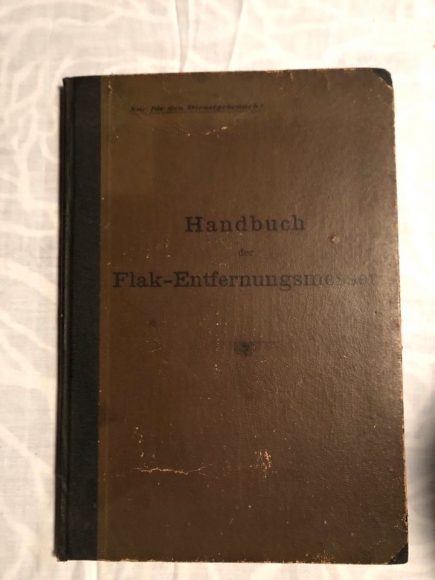 Nur für den Dienstgebrauch!
Handbuch
der
Flak-Entfernungsmesser